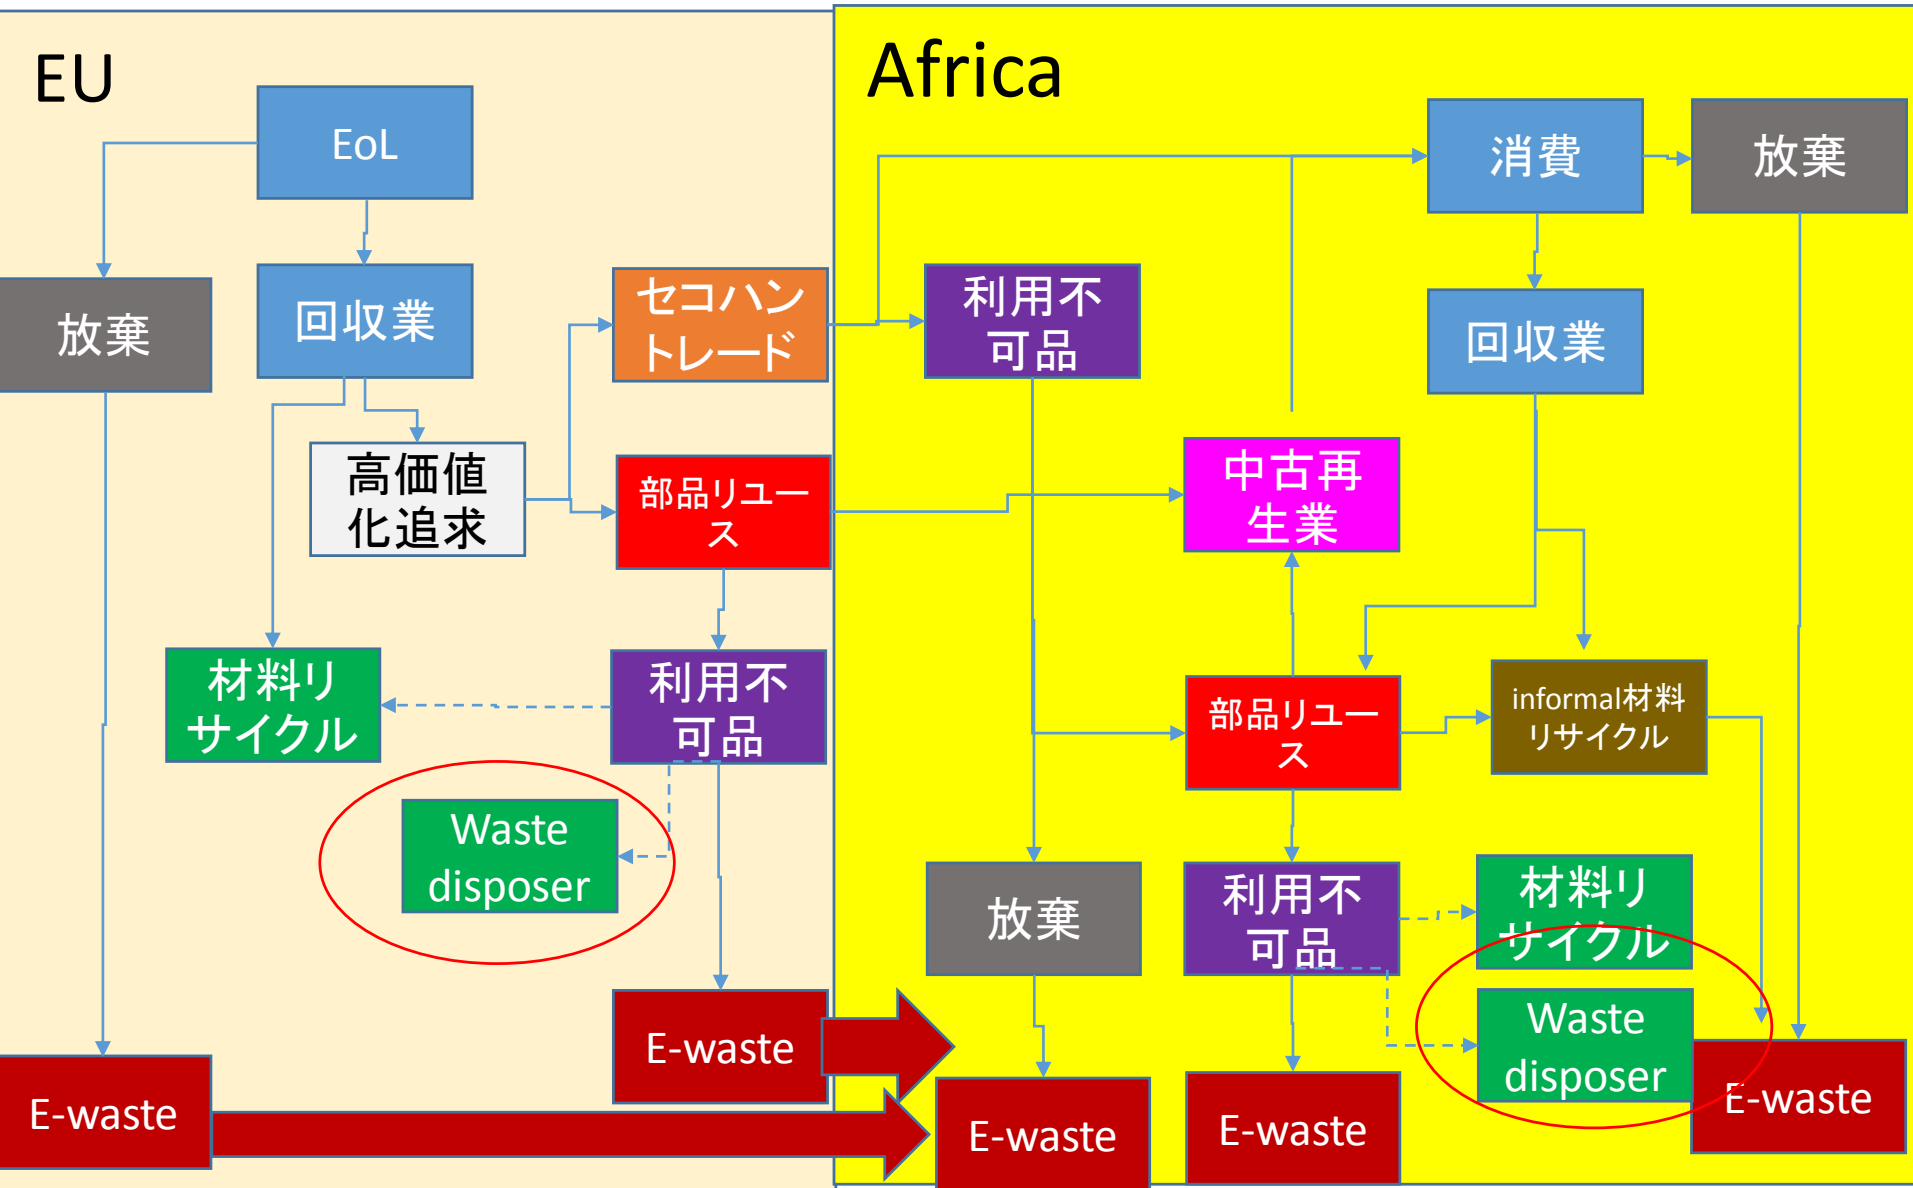 EU
EoL
放棄
回収業
セコハン
トレード
高価値
化追求
部品リユー
ス
材料リ
サイクル
利用不
可品
Waste
disposer
E-waste
E-waste
Africa
消費
放棄
利用不
可品
回収業
中古再
生業
部品リユー
ス
informal材料
リサイクル
放棄
利用不
可品
材料リ
サイクル
Waste
disposer
E-waste
E-waste
E-waste